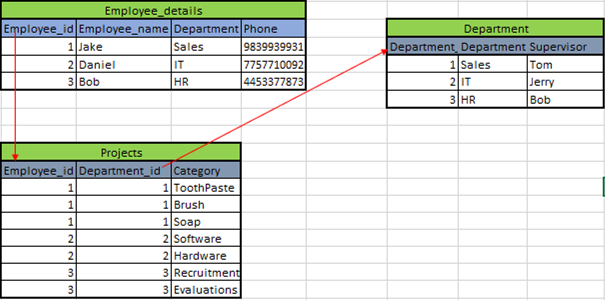 Employee_details
Employee_id Employee_name Department Phone
1 Jake Sales 9839939931
2 Daniel IT 7757710092
3 Bob HR 4453377873
Department
Department_ Department Supervisor
1 Sales Tom
2 IT Jerry
3 HR Bob
Projects
Employee_id Department_id Category
1 1 ToothPaste
1 1 Brush
1 1 Soap
2 2 Software
2 2 Hardware
3 3 Recruitment
3 3 Evaluations